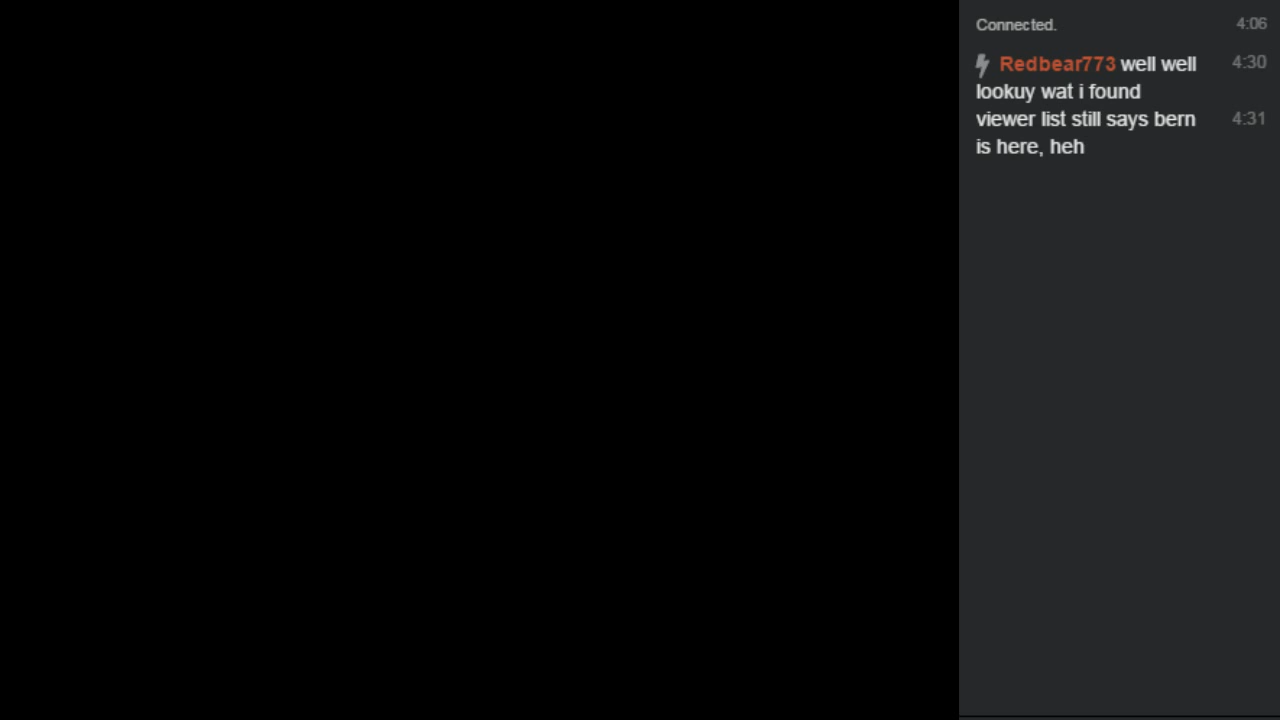 Connected. 4:06
Redbear773 well well 4:30
lookuy wat i found
viewer list still says bern 4:31
is here, heh